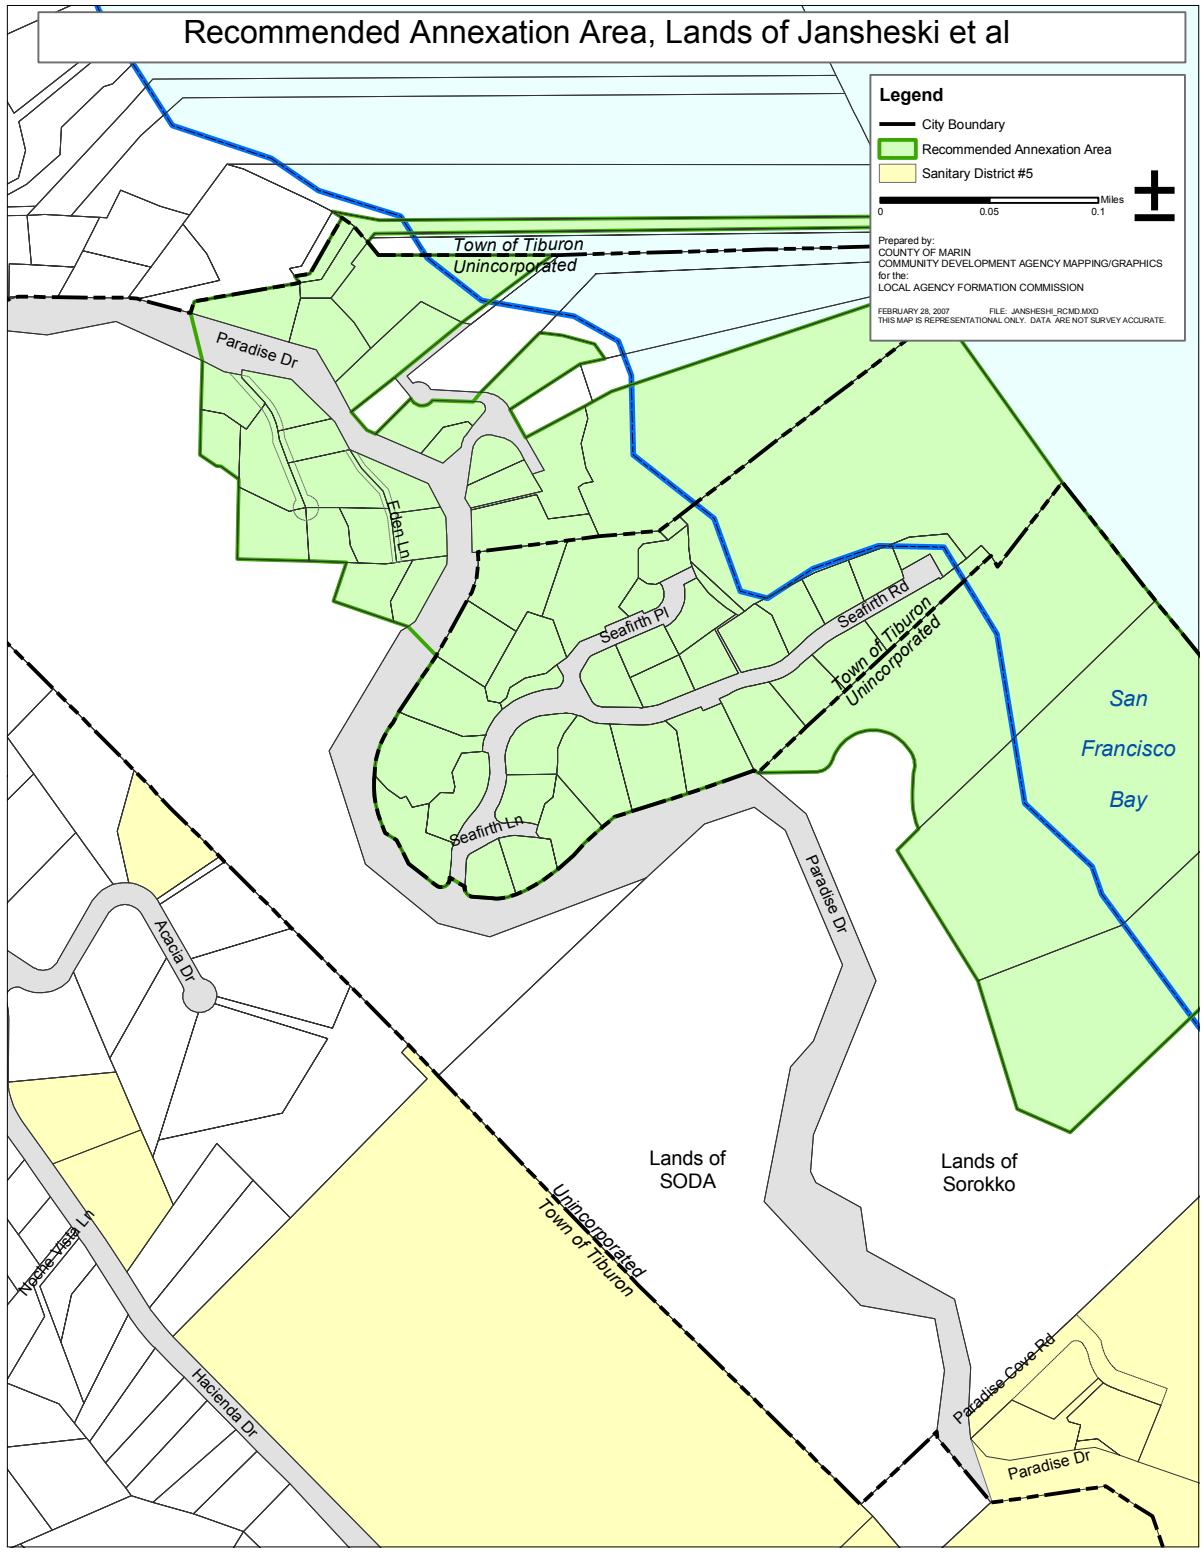 Recommended Annexation Area, Lands of Jansheski et al
Legend
City Boundary
Recommended Annexation Area
Sanitary District #5
Miles
0 0.05 0.1
Prepared by:
COUNTY OF MARIN
COMMUNITY DEVELOPMENT AGENCY MAPPING/GRAPHICS
for the:
LOCAL AGENCY FORMATION COMMISSION
FEBRUARY 28, 2007 FILE: JANSHESHI_RCMD.MXD
THIS MAP IS REPRESENTATIONAL ONLY. DATA ARE NOT SURVEY ACCURATE.
Town of Tiburon
Unincorporated
Paradise Dr
Eden Ln
Seafirth Pl
Seafirth Rd
Town of Tiburon
Unincorporated
San
Francisco
Bay
Seafirth Ln
Paradise Dr
Acacia Dr
Lands of
SODA
Lands of
Sorokko
Unincorporated
Town of Tiburon
Noche Vista Ln
Hacienda Dr
Paradise Cove Rd
Paradise Dr